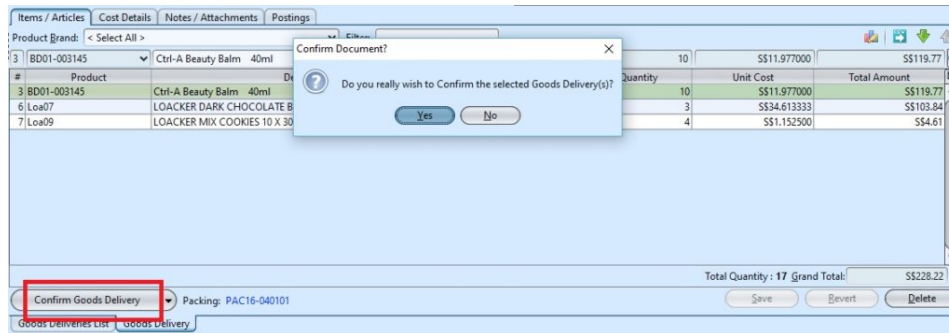 Items / Articles Cost Details Notes / Attachments Postings
Product Brand: < Select All > Filter:
Confirm Document?
3 BD01-003145 Ctrl-A Beauty Balm 40ml 10 S$11.977000 S$119.77
# Product De Quantity Unit Cost Total Amount
Do you really wish to Confirm the selected Goods Delivery(s)?
3 BD01-003145 Ctrl-A Beauty Balm 40ml 10 S$11.977000 S$119.77
6 Loa07 LOACKER DARK CHOCOLATE B 3 S$34.613333 S$103.84
7 Loa09 LOACKER MIX COOKIES 10 X 30 4 S$1.152500 S$4.61
Yes No
Total Quantity : 17 Grand Total: S$228.22
Confirm Goods Delivery Packing: PAC16-040101 Save Revert Delete
Goods Deliveries List Goods Delivery